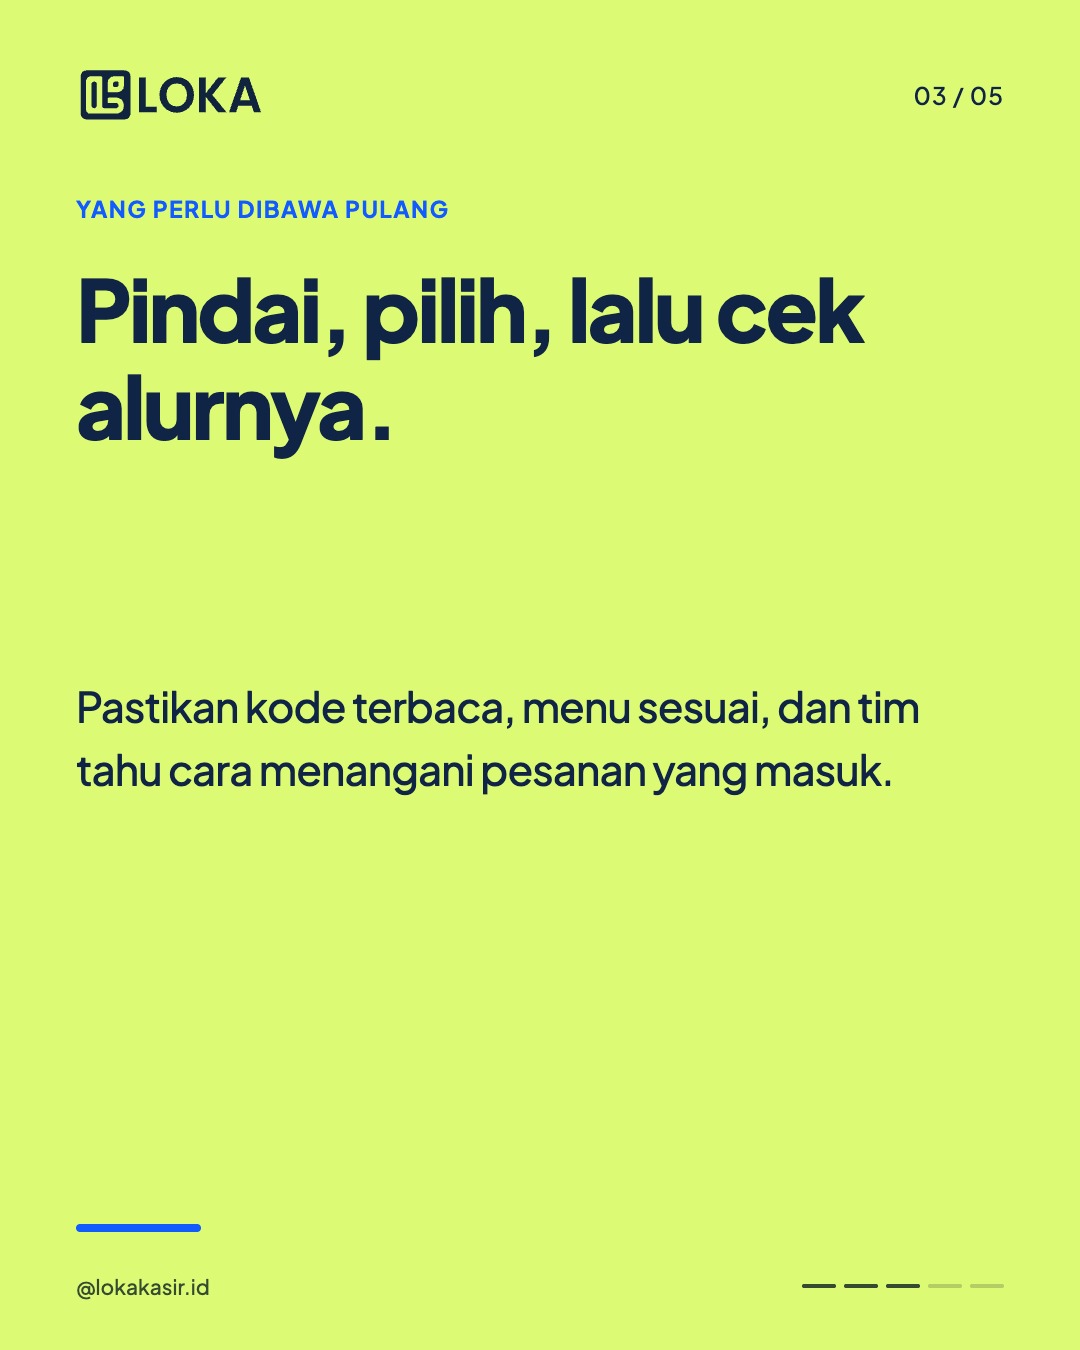 LOKA
03 / 05
YANG PERLU DIBAWA PULANG
Pindai, pilih, lalu cek
alurnya.
Pastikan kode terbaca, menu sesuai, dan tim
tahu cara menangani pesanan yang masuk.
@lokakasir.id